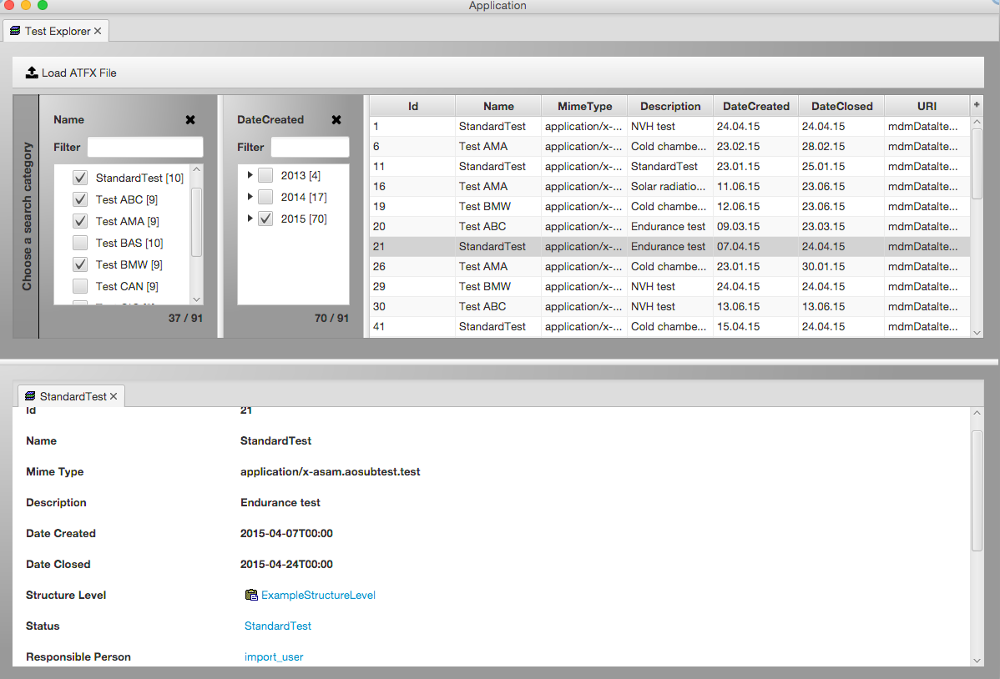 Application
Test Explorer
Load ATFX File
Choose a search category
Name
Filter
StandardTest [10]
Test ABC [9]
Test AMA [9]
Test BAS [10]
Test BMW [9]
Test CAN [9]
37 / 91
DateCreated
Filter
2013 [4]
2014 [17]
2015 [70]
70 / 91
Id Name MimeType Description DateCreated DateClosed URI +
1 StandardTest application/x-... NVH test 24.04.15 24.04.15 mdmDataIte...
6 Test AMA application/x-... Cold chambe... 23.02.15 28.02.15 mdmDataIte...
11 StandardTest application/x-... StandardTest 23.01.15 25.01.15 mdmDataIte...
16 Test AMA application/x-... Solar radiatio... 11.06.15 23.06.15 mdmDataIte...
19 Test BMW application/x-... Cold chambe... 12.06.15 23.06.15 mdmDataIte...
20 Test ABC application/x-... Endurance test 09.03.15 23.03.15 mdmDataIte...
21 StandardTest application/x-... Endurance test 07.04.15 24.04.15 mdmDataIte...
26 Test AMA application/x-... Cold chambe... 23.01.15 30.01.15 mdmDataIte...
29 Test BMW application/x-... NVH test 24.04.15 24.04.15 mdmDataIte...
30 Test ABC application/x-... NVH test 13.06.15 13.06.15 mdmDataIte...
41 StandardTest application/x-... Cold chambe... 15.04.15 24.04.15 mdmDataIte...
StandardTest
Id 21
Name StandardTest
Mime Type application/x-asam.aosubtest.test
Description Endurance test
Date Created 2015-04-07T00:00
Date Closed 2015-04-24T00:00
Structure Level ExampleStructureLevel
Status StandardTest
Responsible Person import_user